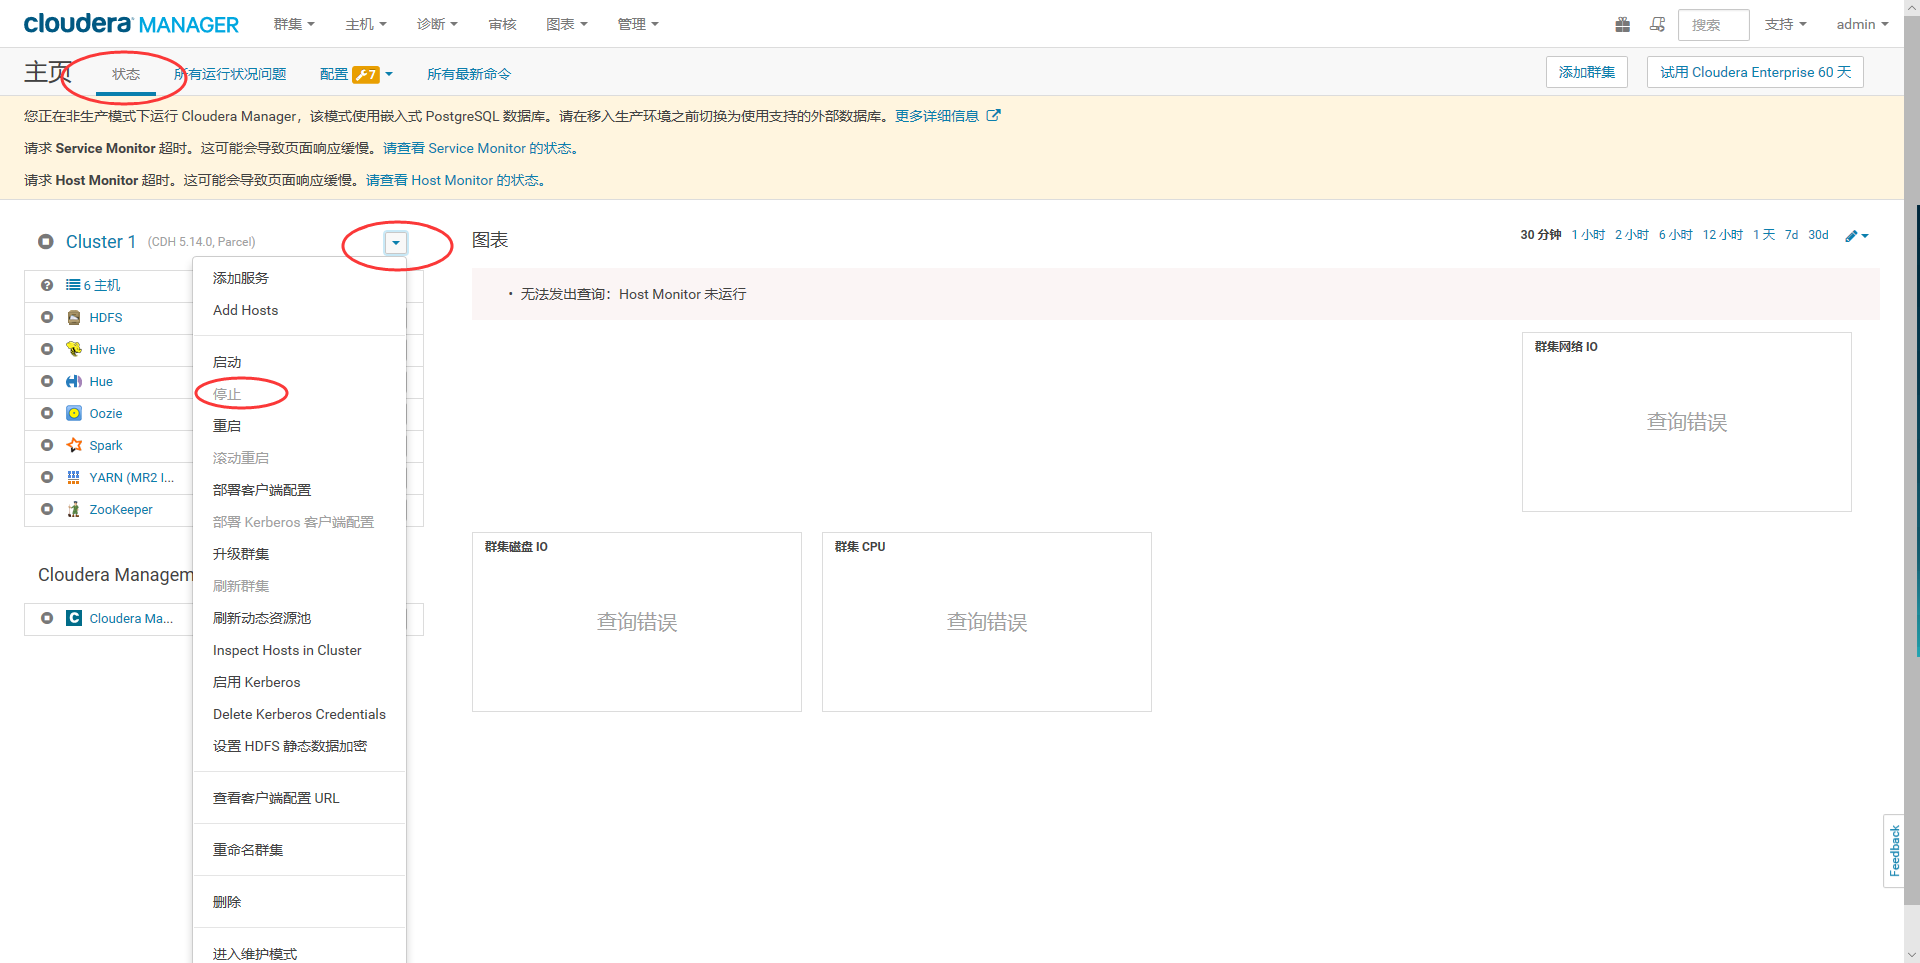 cloudera MANAGER 群集 主机 诊断 审核 图表 管理 搜索 支持 admin
主页 状态 所有运行状况问题 配置 7 所有最新命令 添加群集 试用 Cloudera Enterprise 60 天
您正在非生产模式下运行 Cloudera Manager，该模式使用嵌入式 PostgreSQL 数据库。请在移入生产环境之前切换为使用支持的外部数据库。更多详细信息
请求 Service Monitor 超时。这可能会导致页面响应缓慢。请查看 Service Monitor 的状态。
请求 Host Monitor 超时。这可能会导致页面响应缓慢。请查看 Host Monitor 的状态。
Cluster 1 (CDH 5.14.0, Parcel)
6 主机
HDFS
Hive
Hue
Oozie
Spark
YARN (MR2 I...
ZooKeeper
Cloudera Managem
Cloudera Ma...
添加服务
Add Hosts
启动
停止
重启
滚动重启
部署客户端配置
部署 Kerberos 客户端配置
升级群集
刷新群集
刷新动态资源池
Inspect Hosts in Cluster
启用 Kerberos
Delete Kerberos Credentials
设置 HDFS 静态数据加密
查看客户端配置 URL
重命名群集
删除
进入维护模式
图表 30 分钟 1 小时 2 小时 6 小时 12 小时 1 天 7d 30d
• 无法发出查询：Host Monitor 未运行
群集网络 IO
查询错误
群集磁盘 IO
查询错误
群集 CPU
查询错误
Feedback